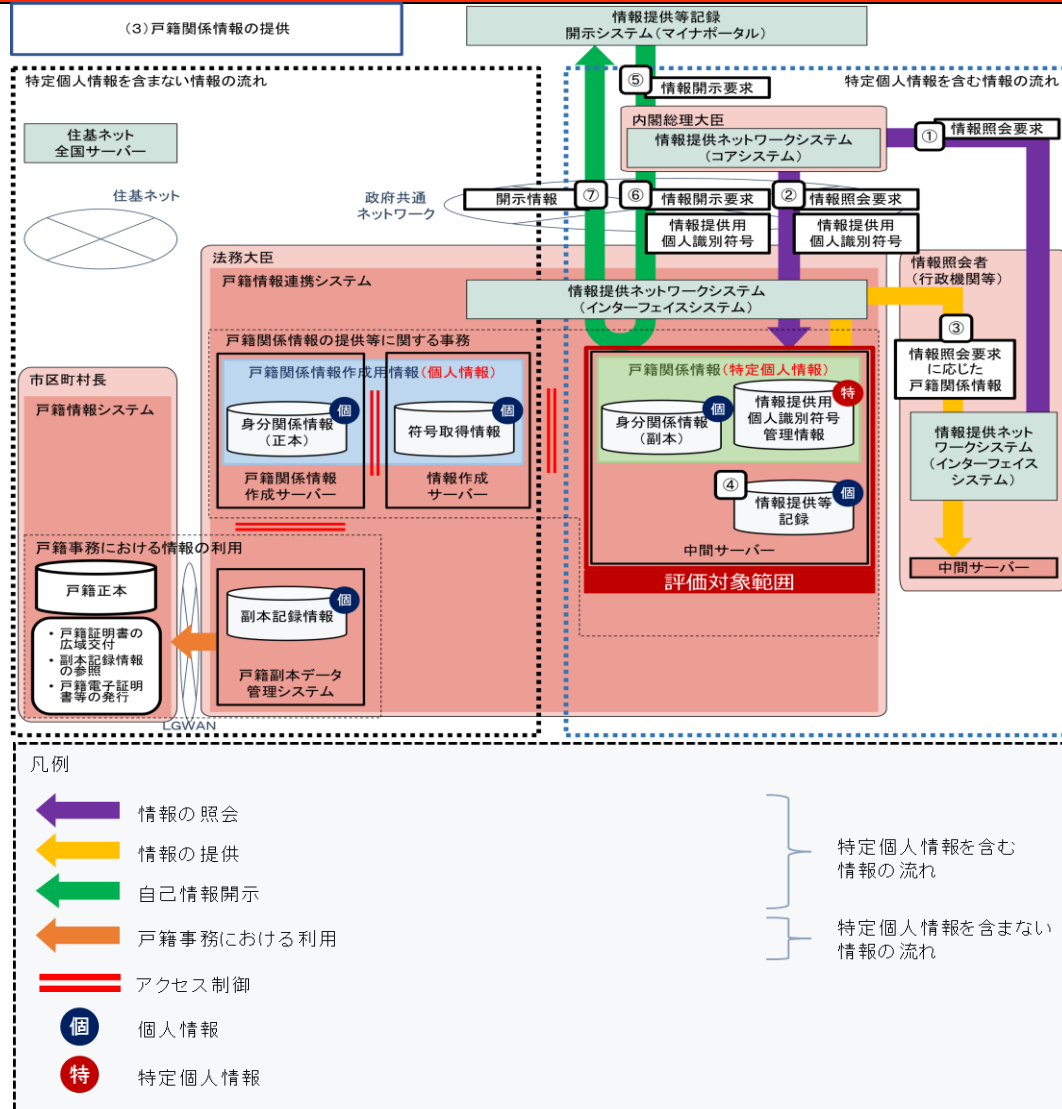 (3)戸籍関係情報の提供
情報提供等記録
開示システム(マイナポータル)
特定個人情報を含まない情報の流れ
特定個人情報を含む情報の流れ
⑤
情報開示要求
住基ネット
全国サーバー
内閣総理大臣
情報提供ネットワークシステム
(コアシステム)
①
情報照会要求
住基ネット
政府共通
ネットワーク
開示情報
⑦
⑥
情報開示要求
情報提供用
個人識別符号
②
情報照会要求
情報提供用
個人識別符号
法務大臣
戸籍情報連携システム
情報提供ネットワークシステム
(インターフェイスシステム)
情報照会者
(行政機関等)
③
情報照会要求
に応じた
戸籍関係情報
情報提供ネット
ワークシステム
(インターフェイス
システム)
中間サーバー
戸籍関係情報の提供等に関する事務
戸籍関係情報作成用情報(個人情報)
身分関係情報
(正本)
個
符号取得情報
個
戸籍関係情報
作成サーバー
情報作成
サーバー
戸籍関係情報(特定個人情報)
身分関係情報
(副本)
個
情報提供用
個人識別符号
管理情報
特
④
情報提供等
記録
個
中間サーバー
評価対象範囲
市区町村長
戸籍情報システム
戸籍事務における情報の利用
戸籍正本
・戸籍証明書の
広域交付
・副本記録情報
の参照
・戸籍電子証明
書等の発行
LGWAN
副本記録情報
個
戸籍副本データ
管理システム
凡例
情報の照会
情報の提供
自己情報開示
戸籍事務における利用
アクセス制御
個
個人情報
特
特定個人情報
特定個人情報を含む
情報の流れ
特定個人情報を含まない
情報の流れ